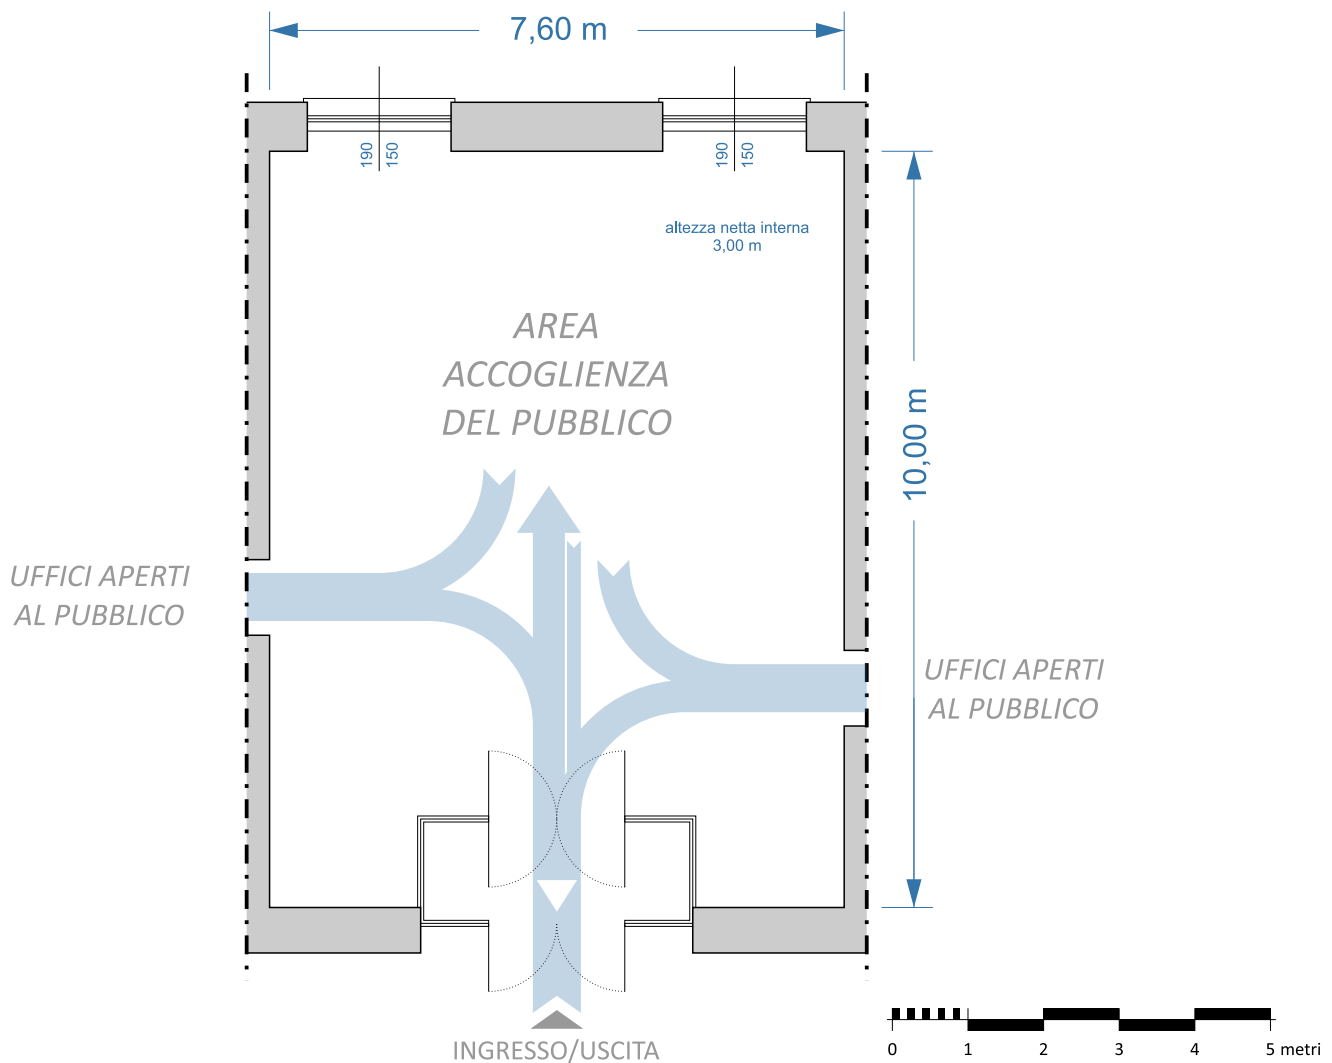 7,60 m
190
150
190
150
altezza netta interna
3,00 m
AREA
ACCOGLIENZA
DEL PUBBLICO
10,00 m
UFFICI APERTI
AL PUBBLICO
UFFICI APERTI
AL PUBBLICO
INGRESSO/USCITA
0 1 2 3 4 5 metri